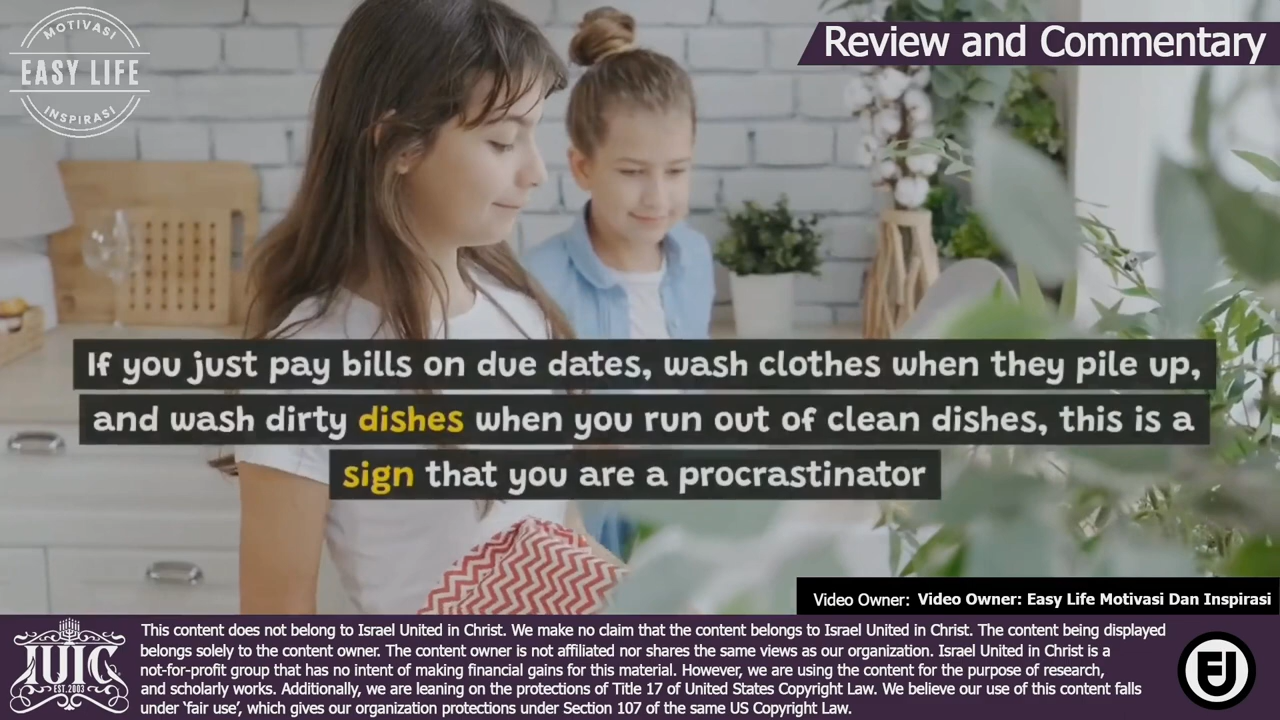 MOTIVASI
EASY LIFE
INSPIRASI
Review and Commentary
If you just pay bills on due dates, wash clothes when they pile up,
and wash dirty dishes when you run out of clean dishes, this is a
sign that you are a procrastinator
Video Owner: Video Owner: Easy Life Motivasi Dan Inspirasi
IUIC
EST.2003
This content does not belong to Israel United in Christ. We make no claim that the content belongs to Israel United in Christ. The content being displayed
belongs solely to the content owner. The content owner is not affiliated nor shares the same views as our organization. Israel United in Christ is a
not-for-profit group that has no intent of making financial gains for this material. However, we are using the content for the purpose of research,
and scholarly works. Additionally, we are leaning on the protections of Title 17 of United States Copyright Law. We believe our use of this content falls
under ‘fair use’, which gives our organization protections under Section 107 of the same US Copyright Law.